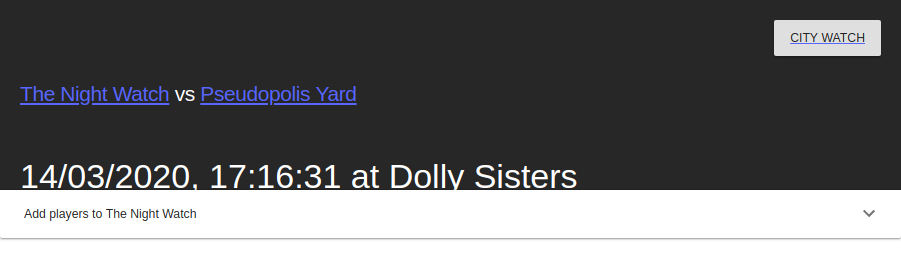 CITY WATCH
The Night Watch vs Pseudopolis Yard
14/03/2020, 17:16:31 at Dolly Sisters
Add players to The Night Watch